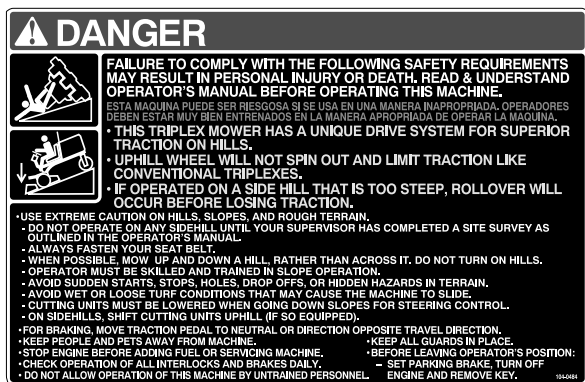 DANGER
FAILURE TO COMPLY WITH THE FOLLOWING SAFETY REQUIREMENTS
MAY RESULT IN PERSONAL INJURY OR DEATH. READ & UNDERSTAND
OPERATOR'S MANUAL BEFORE OPERATING THIS MACHINE.
ESTA MAQUINA PUEDE SER RIESGOSA SI SE USA EN UNA MANERA INAPROPRIADA. OPERADORES
DEBEN ESTAR MUY BIEN ENTRENADOS EN LA MANERA APROPRIADA DE OPERAR LA MAQUINA.
• THIS TRIPLEX MOWER HAS A UNIQUE DRIVE SYSTEM FOR SUPERIOR
TRACTION ON HILLS.
• UPHILL WHEEL WILL NOT SPIN OUT AND LIMIT TRACTION LIKE
CONVENTIONAL TRIPLEXES.
• IF OPERATED ON A SIDE HILL THAT IS TOO STEEP, ROLLOVER WILL
OCCUR BEFORE LOSING TRACTION.
•USE EXTREME CAUTION ON HILLS, SLOPES, AND ROUGH TERRAIN.
- DO NOT OPERATE ON ANY SIDEHILL UNTIL YOUR SUPERVISOR HAS COMPLETED A SITE SURVEY AS
OUTLINED IN THE OPERATOR'S MANUAL.
- ALWAYS FASTEN YOUR SEAT BELT.
- WHEN POSSIBLE, MOW UP AND DOWN A HILL, RATHER THAN ACROSS IT. DO NOT TURN ON HILLS.
- OPERATOR MUST BE SKILLED AND TRAINED IN SLOPE OPERATION.
- AVOID SUDDEN STARTS, STOPS, HOLES, DROP OFFS, OR HIDDEN HAZARDS IN TERRAIN.
- AVOID WET OR LOOSE TURF CONDITIONS THAT MAY CAUSE THE MACHINE TO SLIDE.
- CUTTING UNITS MUST BE LOWERED WHEN GOING DOWN SLOPES FOR STEERING CONTROL.
- ON SIDEHILLS, SHIFT CUTTING UNITS UPHILL (IF SO EQUIPPED).
•FOR BRAKING, MOVE TRACTION PEDAL TO NEUTRAL OR DIRECTION OPPOSITE TRAVEL DIRECTION.
•KEEP PEOPLE AND PETS AWAY FROM MACHINE.
•STOP ENGINE BEFORE ADDING FUEL OR SERVICING MACHINE.
•CHECK OPERATION OF ALL INTERLOCKS AND BRAKES DAILY.
• DO NOT ALLOW OPERATION OF THIS MACHINE BY UNTRAINED PERSONNEL.
•KEEP ALL GUARDS IN PLACE.
•BEFORE LEAVING OPERATOR'S POSITION:
– SET PARKING BRAKE, TURN OFF
ENGINE AND REMOVE KEY.
104-0484